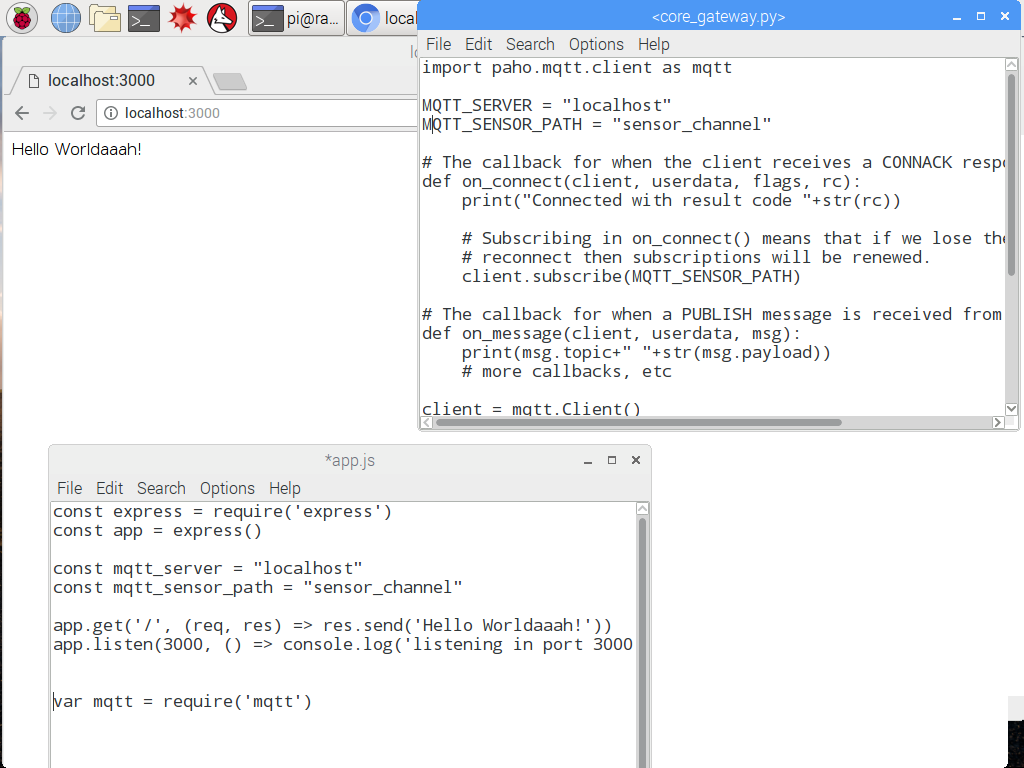 pi@ra...
local
<core_gateway.py>
File Edit Search Options Help
import paho.mqtt.client as mqtt
MQTT_SERVER = "localhost"
MQTT_SENSOR_PATH = "sensor_channel"
# The callback for when the client receives a CONNACK respo
def on_connect(client, userdata, flags, rc):
    print("Connected with result code "+str(rc))
    # Subscribing in on_connect() means that if we lose the
    # reconnect then subscriptions will be renewed.
    client.subscribe(MQTT_SENSOR_PATH)
# The callback for when a PUBLISH message is received from
def on_message(client, userdata, msg):
    print(msg.topic+" "+str(msg.payload))
    # more callbacks, etc
client = mqtt.Client()
localhost:3000
localhost:3000
Hello Worldaaah!
*app.js
File Edit Search Options Help
const express = require('express')
const app = express()
const mqtt_server = "localhost"
const mqtt_sensor_path = "sensor_channel"
app.get('/', (req, res) => res.send('Hello Worldaaah!'))
app.listen(3000, () => console.log('listening in port 3000
var mqtt = require('mqtt')